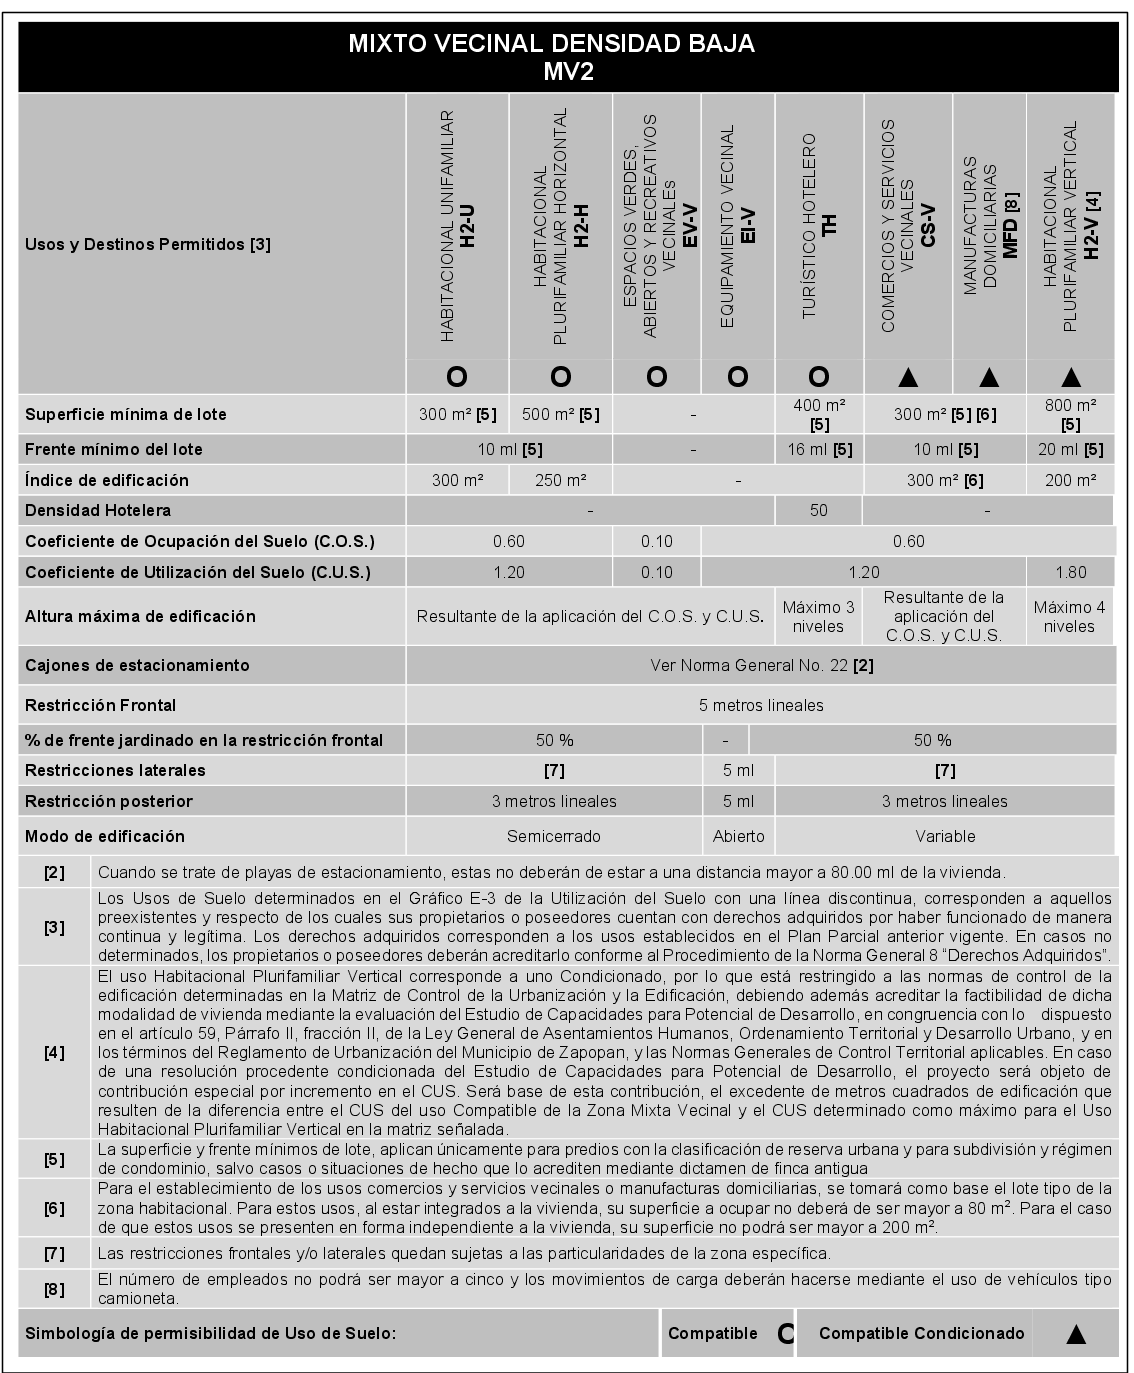 MIXTO VECINAL DENSIDAD BAJA
MV2
Usos y Destinos Permitidos [3]
HABITACIONAL UNIFAMILIAR
H2-U
HABITACIONAL
PLURIFAMILIAR HORIZONTAL
H2-H
ESPACIOS VERDES,
ABIERTOS Y RECREATIVOS
VECINALEs
EV-V
EQUIPAMIENTO VECINAL
EI-V
TURÍSTICO HOTELERO
TH
COMERCIOS Y SERVICIOS
VECINALES
CS-V
MANUFACTURAS
DOMICILIARIAS
MFD [8]
HABITACIONAL
PLURIFAMILIAR VERTICAL
H2-V [4]
O O O O O ▲ ▲ ▲
Superficie mínima de lote 300 m² [5] 500 m² [5] - 400 m² [5] 300 m² [5] [6] 800 m² [5]
Frente mínimo del lote 10 ml [5] - 16 ml [5] 10 ml [5] 20 ml [5]
Índice de edificación 300 m² 250 m² - 300 m² [6] 200 m²
Densidad Hotelera - 50 -
Coeficiente de Ocupación del Suelo (C.O.S.) 0.60 0.10 0.60
Coeficiente de Utilización del Suelo (C.U.S.) 1.20 0.10 1.20 1.80
Altura máxima de edificación Resultante de la aplicación del C.O.S. y C.U.S. Máximo 3 niveles Resultante de la aplicación del C.O.S. y C.U.S. Máximo 4 niveles
Cajones de estacionamiento Ver Norma General No. 22 [2]
Restricción Frontal 5 metros lineales
% de frente jardinado en la restricción frontal 50 % - 50 %
Restricciones laterales [7] 5 ml [7]
Restricción posterior 3 metros lineales 5 ml 3 metros lineales
Modo de edificación Semicerrado Abierto Variable
[2] Cuando se trate de playas de estacionamiento, estas no deberán de estar a una distancia mayor a 80.00 ml de la vivienda.
[3] Los Usos de Suelo determinados en el Gráfico E-3 de la Utilización del Suelo con una línea discontinua, corresponden a aquellos
preexistentes y respecto de los cuales sus propietarios o poseedores cuentan con derechos adquiridos por haber funcionado de manera
continua y legítima. Los derechos adquiridos corresponden a los usos establecidos en el Plan Parcial anterior vigente. En casos no
determinados, los propietarios o poseedores deberán acreditarlo conforme al Procedimiento de la Norma General 8 “Derechos Adquiridos”.
[4] El uso Habitacional Plurifamiliar Vertical corresponde a uno Condicionado, por lo que está restringido a las normas de control de la
edificación determinadas en la Matriz de Control de la Urbanización y la Edificación, debiendo además acreditar la factibilidad de dicha
modalidad de vivienda mediante la evaluación del Estudio de Capacidades para Potencial de Desarrollo, en congruencia con lo dispuesto
en el artículo 59, Párrafo II, fracción II, de la Ley General de Asentamientos Humanos, Ordenamiento Territorial y Desarrollo Urbano, y en
los términos del Reglamento de Urbanización del Municipio de Zapopan, y las Normas Generales de Control Territorial aplicables. En caso
de una resolución procedente condicionada del Estudio de Capacidades para Potencial de Desarrollo, el proyecto será objeto de
contribución especial por incremento en el CUS. Será base de esta contribución, el excedente de metros cuadrados de edificación que
resulten de la diferencia entre el CUS del uso Compatible de la Zona Mixta Vecinal y el CUS determinado como máximo para el Uso
Habitacional Plurifamiliar Vertical en la matriz señalada.
[5] La superficie y frente mínimos de lote, aplican únicamente para predios con la clasificación de reserva urbana y para subdivisión y régimen
de condominio, salvo casos o situaciones de hecho que lo acrediten mediante dictamen de finca antigua
[6] Para el establecimiento de los usos comercios y servicios vecinales o manufacturas domiciliarias, se tomará como base el lote tipo de la
zona habitacional. Para estos usos, al estar integrados a la vivienda, su superficie a ocupar no deberá de ser mayor a 80 m². Para el caso
de que estos usos se presenten en forma independiente a la vivienda, su superficie no podrá ser mayor a 200 m².
[7] Las restricciones frontales y/o laterales quedan sujetas a las particularidades de la zona específica.
[8] El número de empleados no podrá ser mayor a cinco y los movimientos de carga deberán hacerse mediante el uso de vehículos tipo
camioneta.
Simbología de permisibilidad de Uso de Suelo: Compatible O Compatible Condicionado ▲